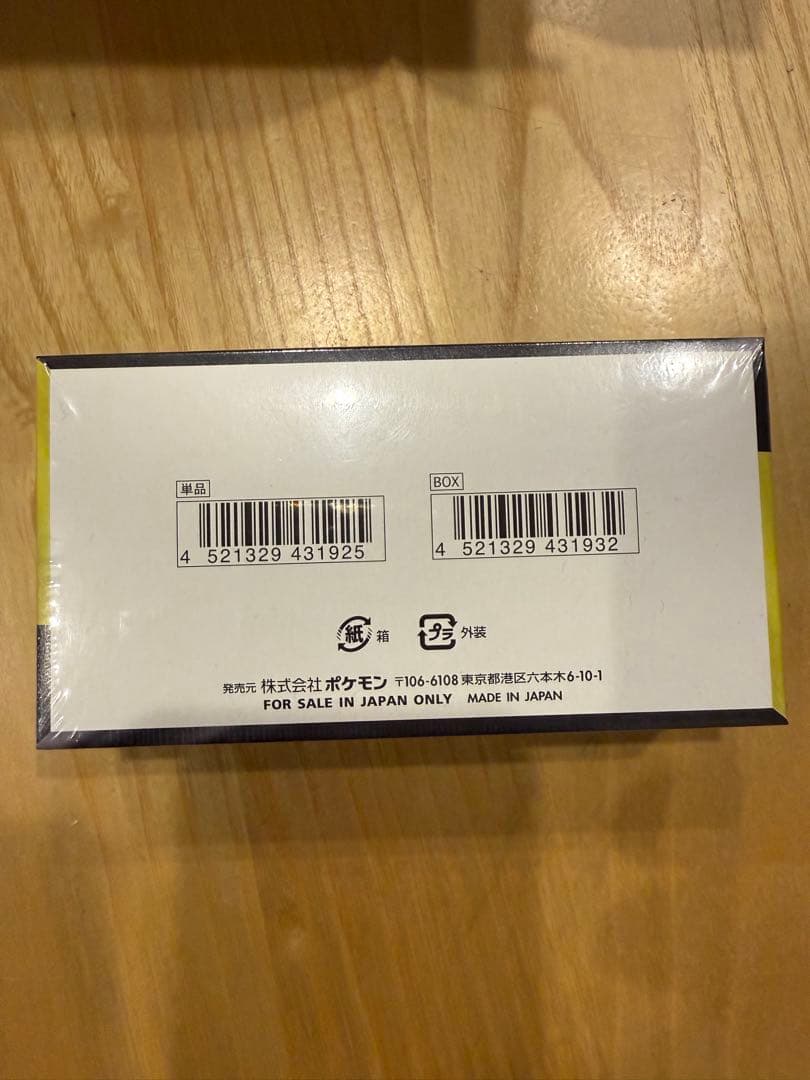 単品
4 521329 431925
BOX
4 521329 431932
紙 箱
プラ 外装
発売元 株式会社 ポケモン 〒106-6108 東京都港区六本木6-10-1
FOR SALE IN JAPAN ONLY MADE IN JAPAN